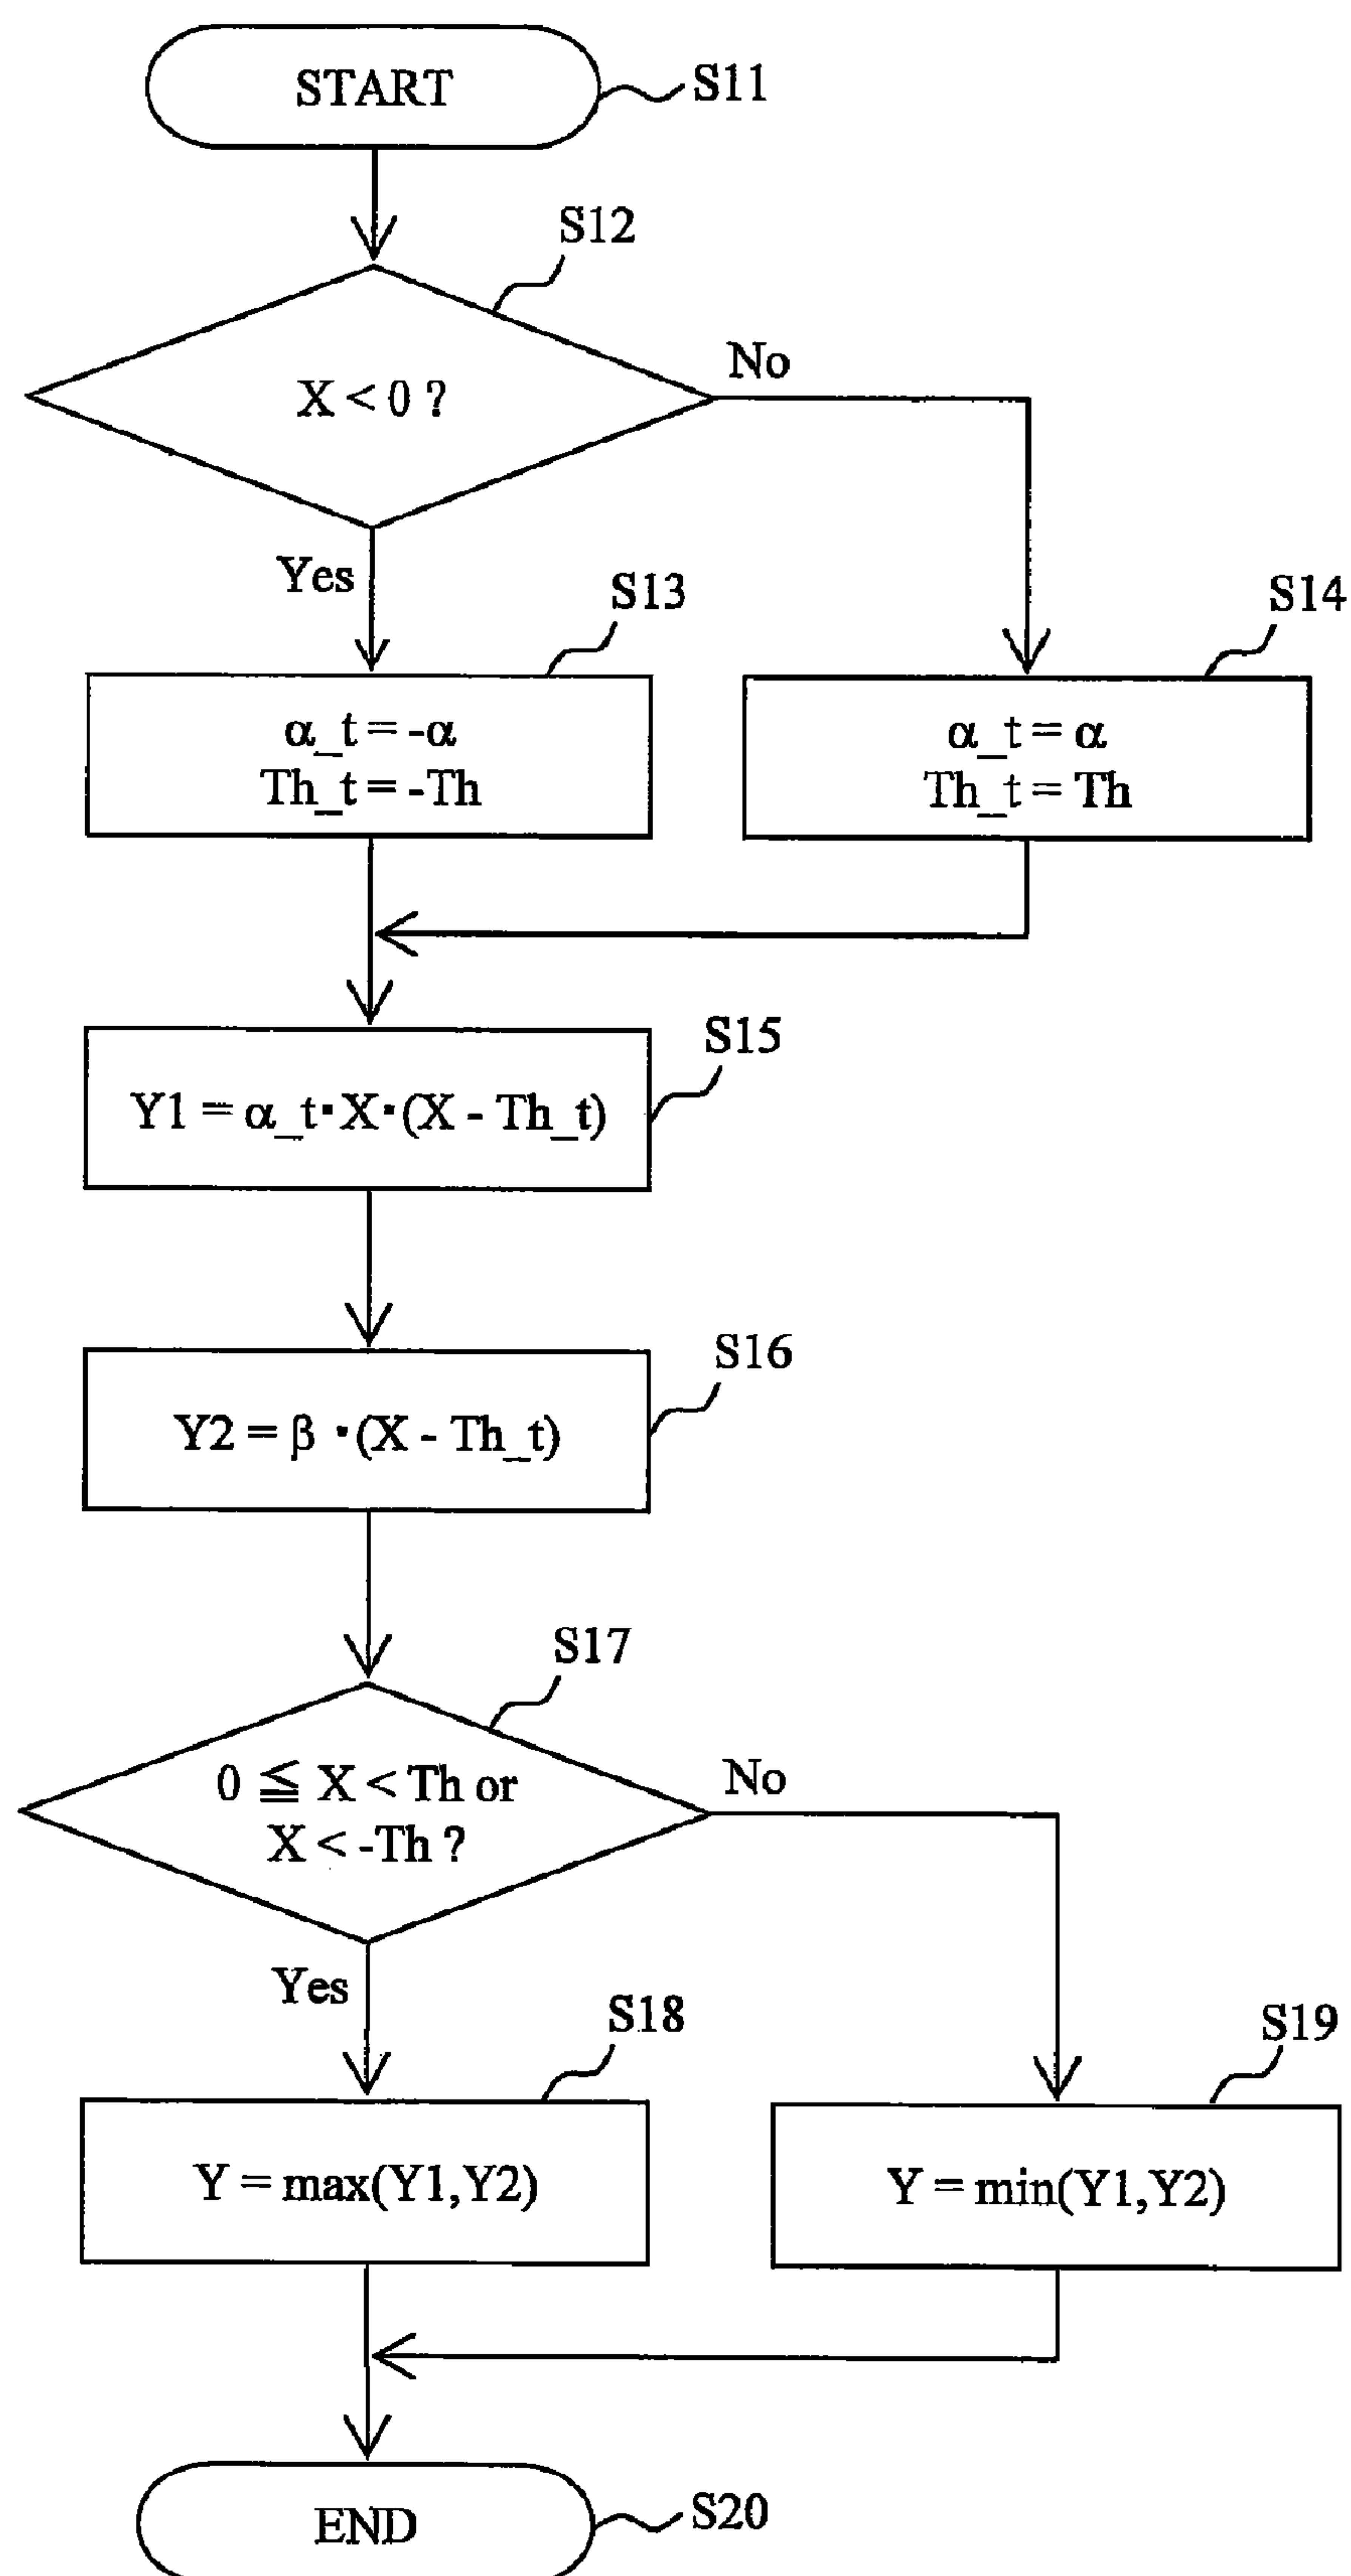 START
S11
S12
X < 0 ?
No
Yes
S13
S14
α_t = -α
Th_t = -Th
α_t = α
Th_t = Th
S15
Y1 = α_t·X·(X - Th_t)
S16
Y2 = β ·(X - Th_t)
S17
0 ≦ X < Th or
X < -Th ?
No
Yes
S18
S19
Y = max(Y1,Y2)
Y = min(Y1,Y2)
END
S20